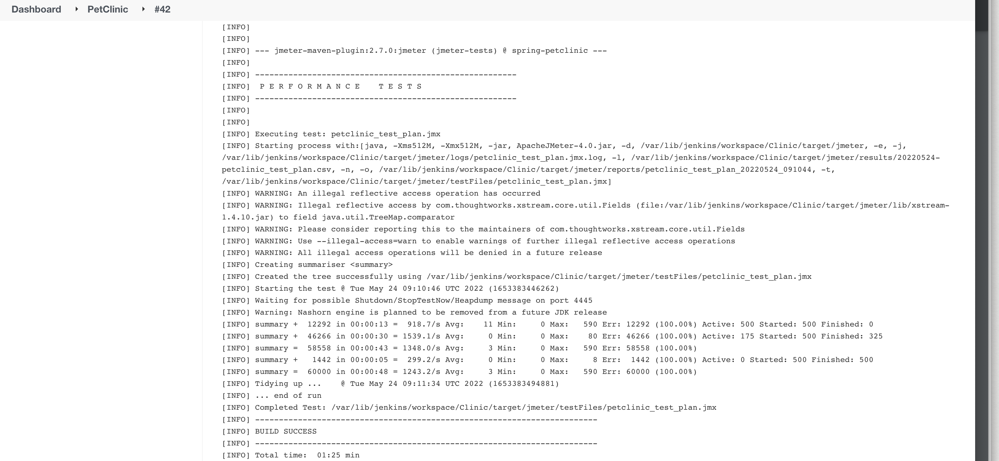 Dashboard ▸ PetClinic ▸ #42
[INFO]
[INFO]
[INFO] --- jmeter-maven-plugin:2.7.0:jmeter (jmeter-tests) @ spring-petclinic ---
[INFO]
[INFO] -------------------------------------------------------
[INFO]  P E R F O R M A N C E    T E S T S
[INFO] -------------------------------------------------------
[INFO]
[INFO]
[INFO] Executing test: petclinic_test_plan.jmx
[INFO] Starting process with:[java, -Xms512M, -Xmx512M, -jar, ApacheJMeter-4.0.jar, -d, /var/lib/jenkins/workspace/Clinic/target/jmeter, -e, -j,
/var/lib/jenkins/workspace/Clinic/target/jmeter/logs/petclinic_test_plan.jmx.log, -l, /var/lib/jenkins/workspace/Clinic/target/jmeter/results/20220524-
petclinic_test_plan.csv, -n, -o, /var/lib/jenkins/workspace/Clinic/target/jmeter/reports/petclinic_test_plan_20220524_091044, -t,
/var/lib/jenkins/workspace/Clinic/target/jmeter/testFiles/petclinic_test_plan.jmx]
[INFO] WARNING: An illegal reflective access operation has occurred
[INFO] WARNING: Illegal reflective access by com.thoughtworks.xstream.core.util.Fields (file:/var/lib/jenkins/workspace/Clinic/target/jmeter/lib/xstream-
1.4.10.jar) to field java.util.TreeMap.comparator
[INFO] WARNING: Please consider reporting this to the maintainers of com.thoughtworks.xstream.core.util.Fields
[INFO] WARNING: Use --illegal-access=warn to enable warnings of further illegal reflective access operations
[INFO] WARNING: All illegal access operations will be denied in a future release
[INFO] Creating summariser <summary>
[INFO] Created the tree successfully using /var/lib/jenkins/workspace/Clinic/target/jmeter/testFiles/petclinic_test_plan.jmx
[INFO] Starting the test @ Tue May 24 09:10:46 UTC 2022 (1653383446262)
[INFO] Waiting for possible Shutdown/StopTestNow/Heapdump message on port 4445
[INFO] Warning: Nashorn engine is planned to be removed from a future JDK release
[INFO] summary +  12292 in 00:00:13 =  918.7/s Avg:    11 Min:     0 Max:   590 Err: 12292 (100.00%) Active: 500 Started: 500 Finished: 0
[INFO] summary +  46266 in 00:00:30 = 1539.1/s Avg:     0 Min:     0 Max:    80 Err: 46266 (100.00%) Active: 175 Started: 500 Finished: 325
[INFO] summary =  58558 in 00:00:43 = 1348.0/s Avg:     3 Min:     0 Max:   590 Err: 58558 (100.00%)
[INFO] summary +   1442 in 00:00:05 =  299.2/s Avg:     0 Min:     0 Max:     8 Err:  1442 (100.00%) Active: 0 Started: 500 Finished: 500
[INFO] summary =  60000 in 00:00:48 = 1243.2/s Avg:     3 Min:     0 Max:   590 Err: 60000 (100.00%)
[INFO] Tidying up ...    @ Tue May 24 09:11:34 UTC 2022 (1653383494881)
[INFO] ... end of run
[INFO] Completed Test: /var/lib/jenkins/workspace/Clinic/target/jmeter/testFiles/petclinic_test_plan.jmx
[INFO] ------------------------------------------------------------------------
[INFO] BUILD SUCCESS
[INFO] ------------------------------------------------------------------------
[INFO] Total time:  01:25 min